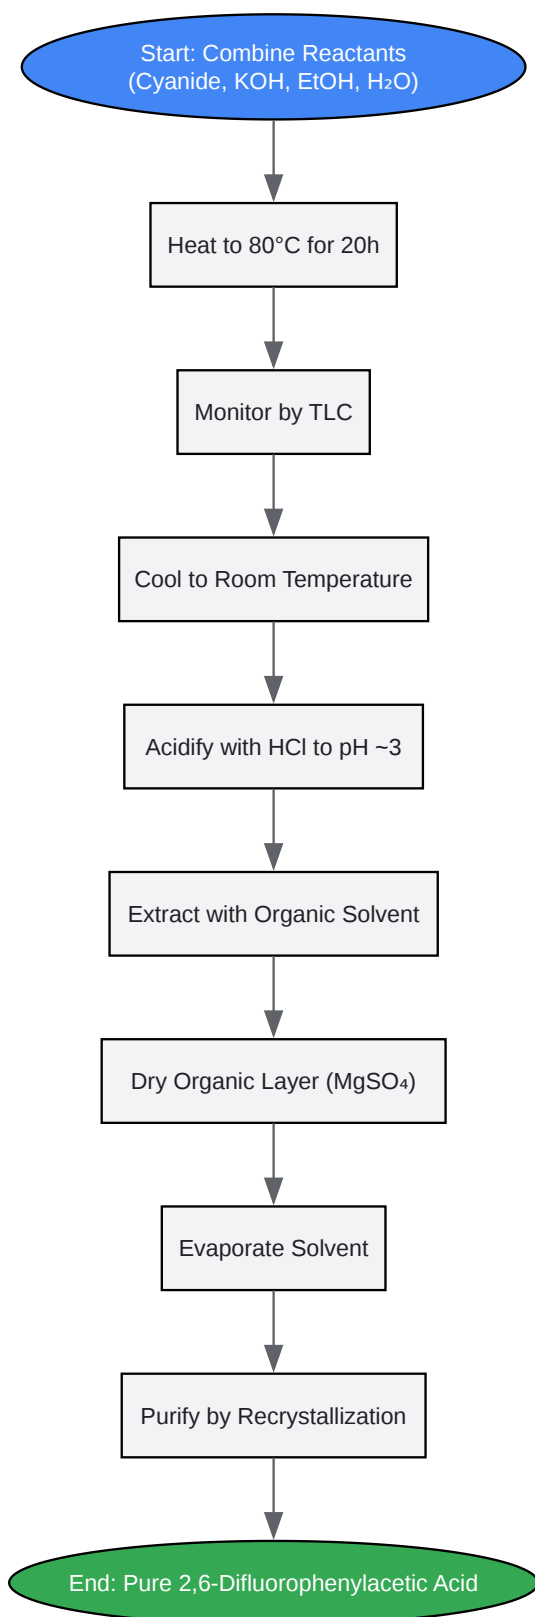 Start: Combine Reactants
(Cyanide, KOH, EtOH, H₂O)
Heat to 80°C for 20h
Monitor by TLC
Cool to Room Temperature
Acidify with HCl to pH ~3
Extract with Organic Solvent
Dry Organic Layer (MgSO₄)
Evaporate Solvent
Purify by Recrystallization
End: Pure 2,6-Difluorophenylacetic Acid